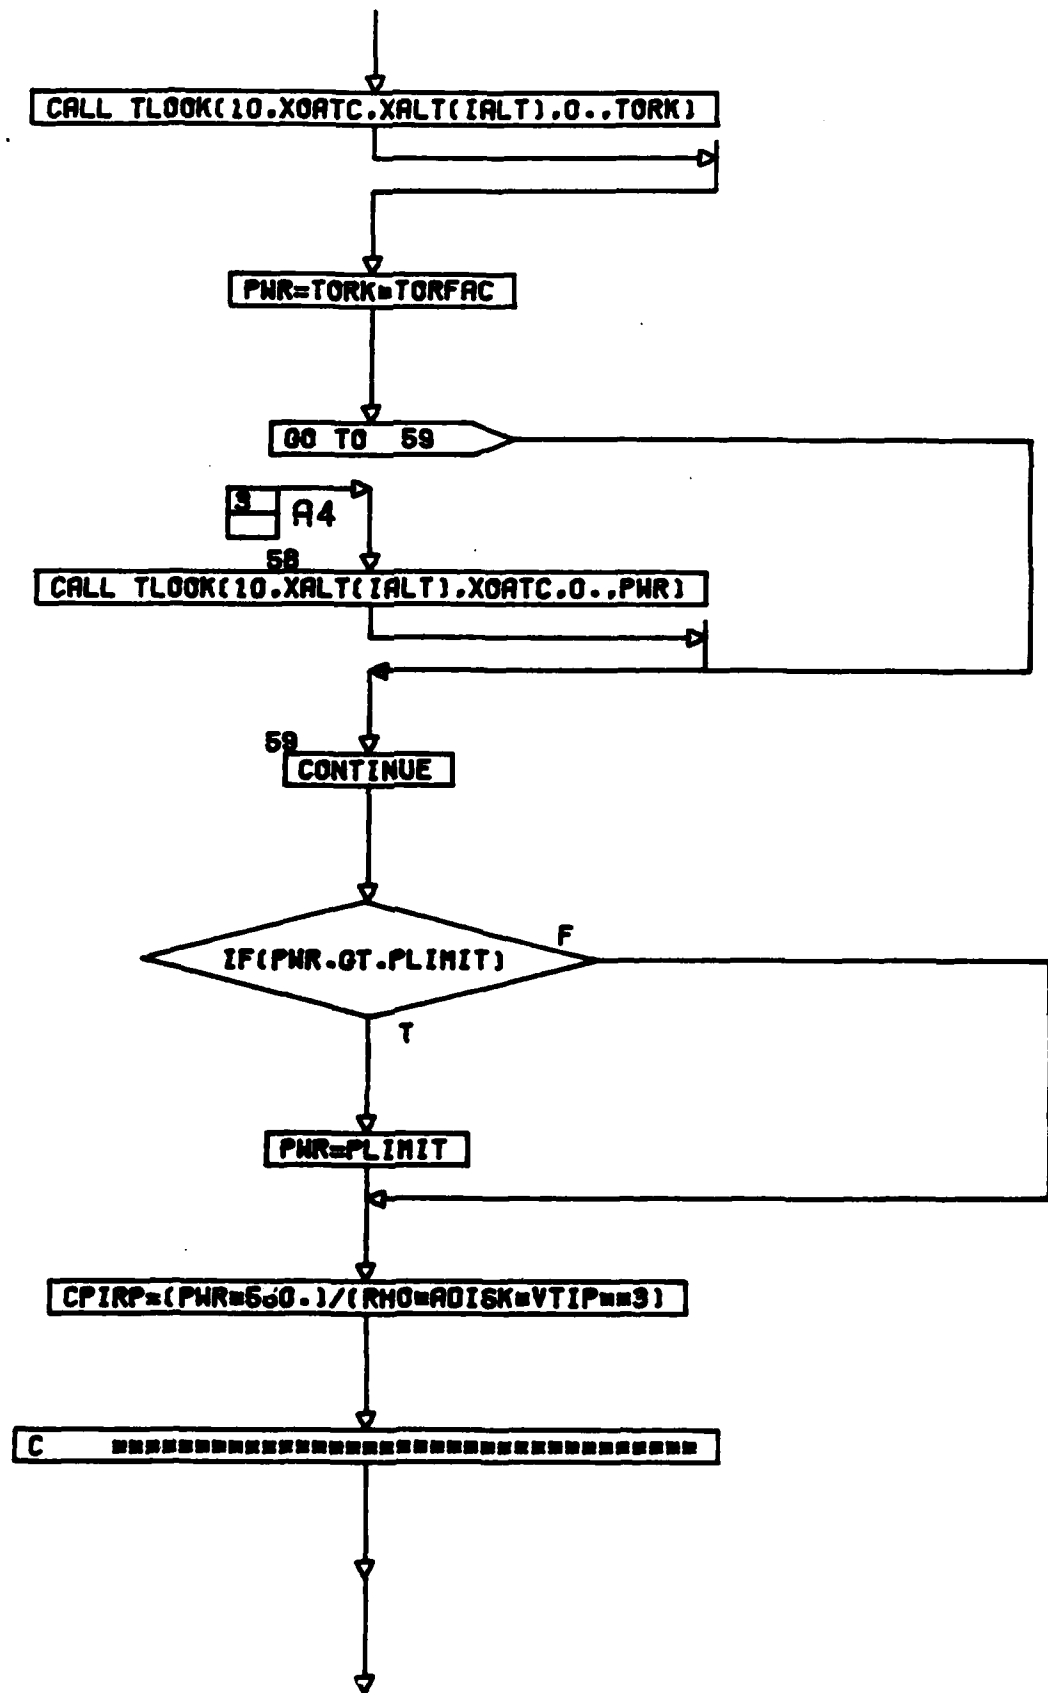 CALL TLOOK(10,XOATC,XALT(IALT),0.,TORK)
PWR=TORK*TORFAC
GO TO 59
3
A4
58
CALL TLOOK(10,XALT(IALT),XOATC,0.,PWR)
59
CONTINUE
IF(PWR.GT.PLIMIT)
F
T
PWR=PLIMIT
CPIRP=(PWR*550.)/(RHO*ADISK*VTIP**3)
C ***********************************